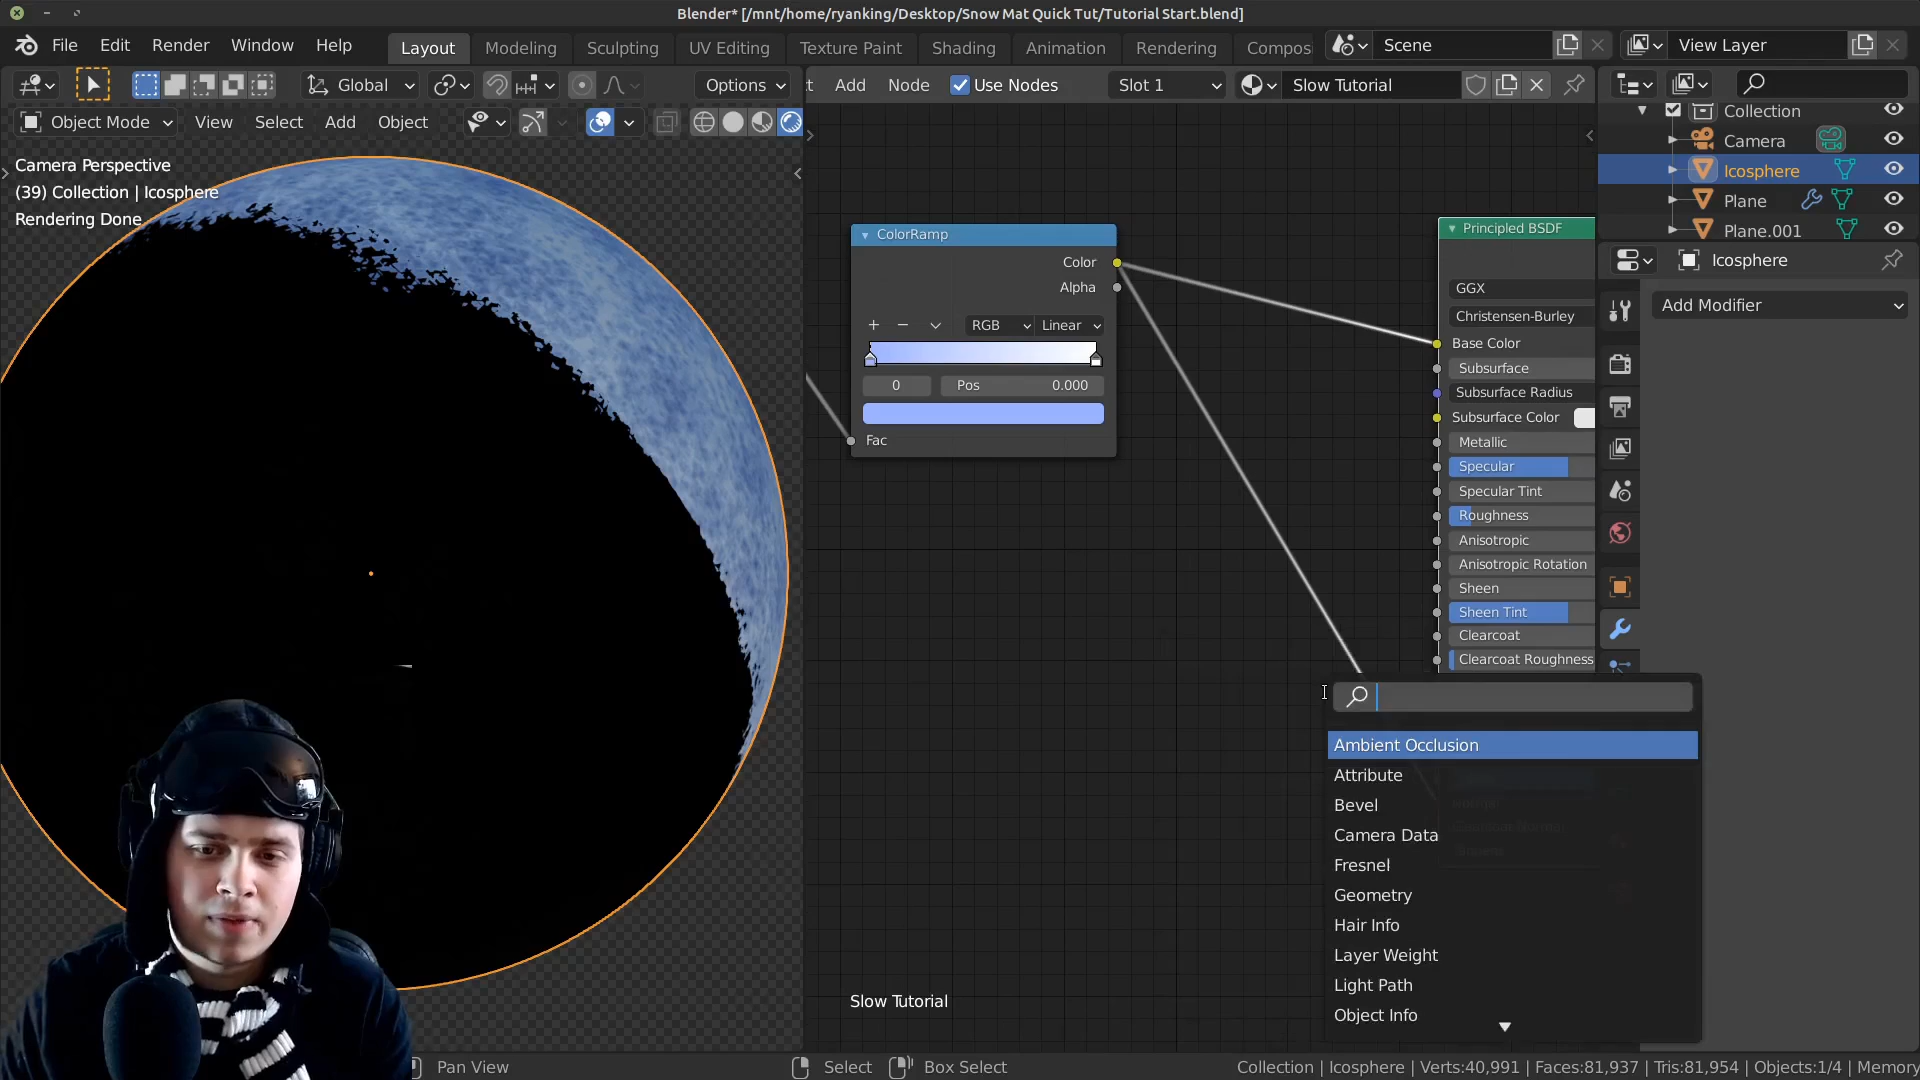 Blender* [/mnt/home/ryanking/Desktop/Snow Mat Quick Tut/Tutorial Start.blend]
File Edit Render Window Help
Layout Modeling Sculpting UV Editing Texture Paint Shading Animation Rendering Compos
Scene
View Layer
Global
Options
t Add Node Use Nodes
Slot 1
Slow Tutorial
Object Mode View Select Add Object
Camera Perspective
(39) Collection | Icosphere
Rendering Done
ColorRamp
Color
Alpha
RGB
Linear
0
Pos 0.000
Fac
Principled BSDF
GGX
Christensen-Burley
Base Color
Subsurface
Subsurface Radius
Subsurface Color
Metallic
Specular
Specular Tint
Roughness
Anisotropic
Anisotropic Rotation
Sheen
Sheen Tint
Clearcoat
Clearcoat Roughness
Ambient Occlusion
Attribute
Bevel
Camera Data
Fresnel
Geometry
Hair Info
Layer Weight
Light Path
Object Info
Slow Tutorial
Collection
Camera
Icosphere
Plane
Plane.001
Icosphere
Add Modifier
Pan View
Select
Box Select
Collection | Icosphere | Verts:40,991 | Faces:81,937 | Tris:81,954 | Objects:1/4 | Memory